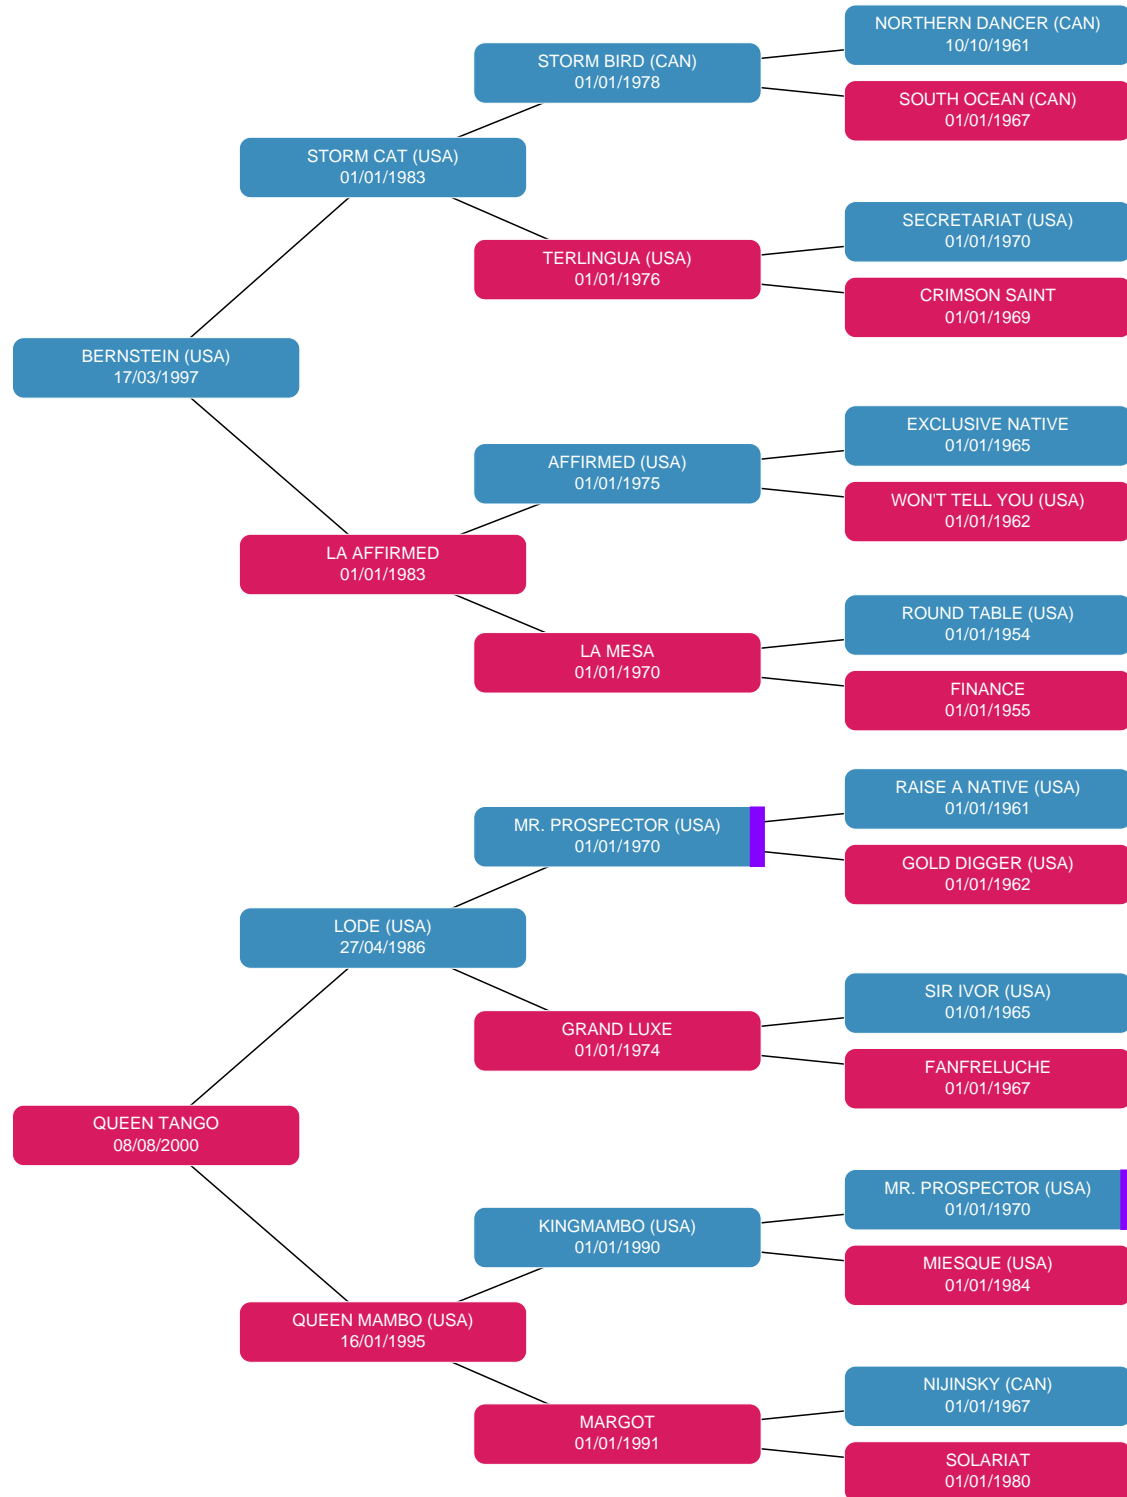 NORTHERN DANCER (CAN)
10/10/1961
STORM BIRD (CAN)
01/01/1978
SOUTH OCEAN (CAN)
01/01/1967
STORM CAT (USA)
01/01/1983
SECRETARIAT (USA)
01/01/1970
TERLINGUA (USA)
01/01/1976
CRIMSON SAINT
01/01/1969
BERNSTEIN (USA)
17/03/1997
EXCLUSIVE NATIVE
01/01/1965
AFFIRMED (USA)
01/01/1975
WON'T TELL YOU (USA)
01/01/1962
LA AFFIRMED
01/01/1983
ROUND TABLE (USA)
01/01/1954
LA MESA
01/01/1970
FINANCE
01/01/1955
RAISE A NATIVE (USA)
01/01/1961
MR. PROSPECTOR (USA)
01/01/1970
GOLD DIGGER (USA)
01/01/1962
LODE (USA)
27/04/1986
SIR IVOR (USA)
01/01/1965
GRAND LUXE
01/01/1974
FANFRELUCHE
01/01/1967
QUEEN TANGO
08/08/2000
MR. PROSPECTOR (USA)
01/01/1970
KINGMAMBO (USA)
01/01/1990
MIESQUE (USA)
01/01/1984
QUEEN MAMBO (USA)
16/01/1995
NIJINSKY (CAN)
01/01/1967
MARGOT
01/01/1991
SOLARIAT
01/01/1980